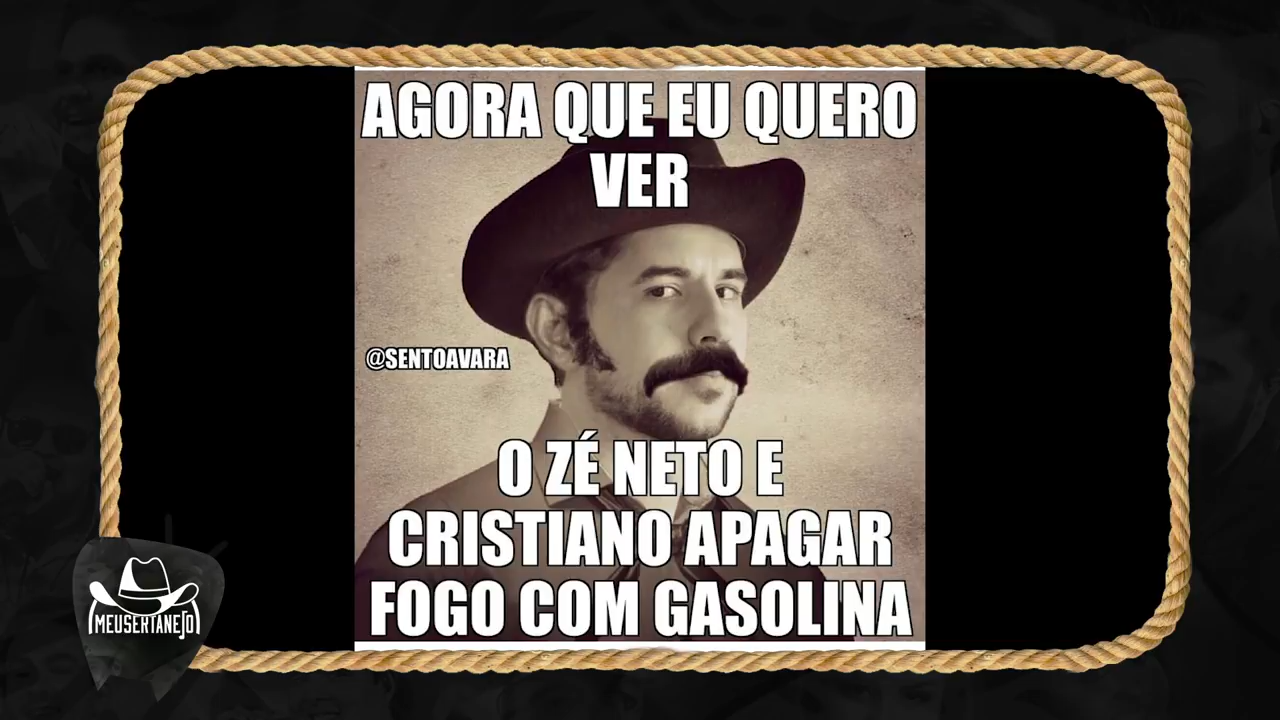 AGORA QUE EU QUERO
VER
@SENTOAVARA
O ZÉ NETO E
CRISTIANO APAGAR
FOGO COM GASOLINA
MEUSERTANEJO